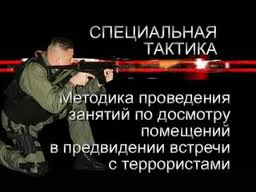 СПЕЦИАЛЬНАЯ
ТАКТИКА
Методика проведения
занятий по досмотру
помещений
в предвидении встречи
с террористами